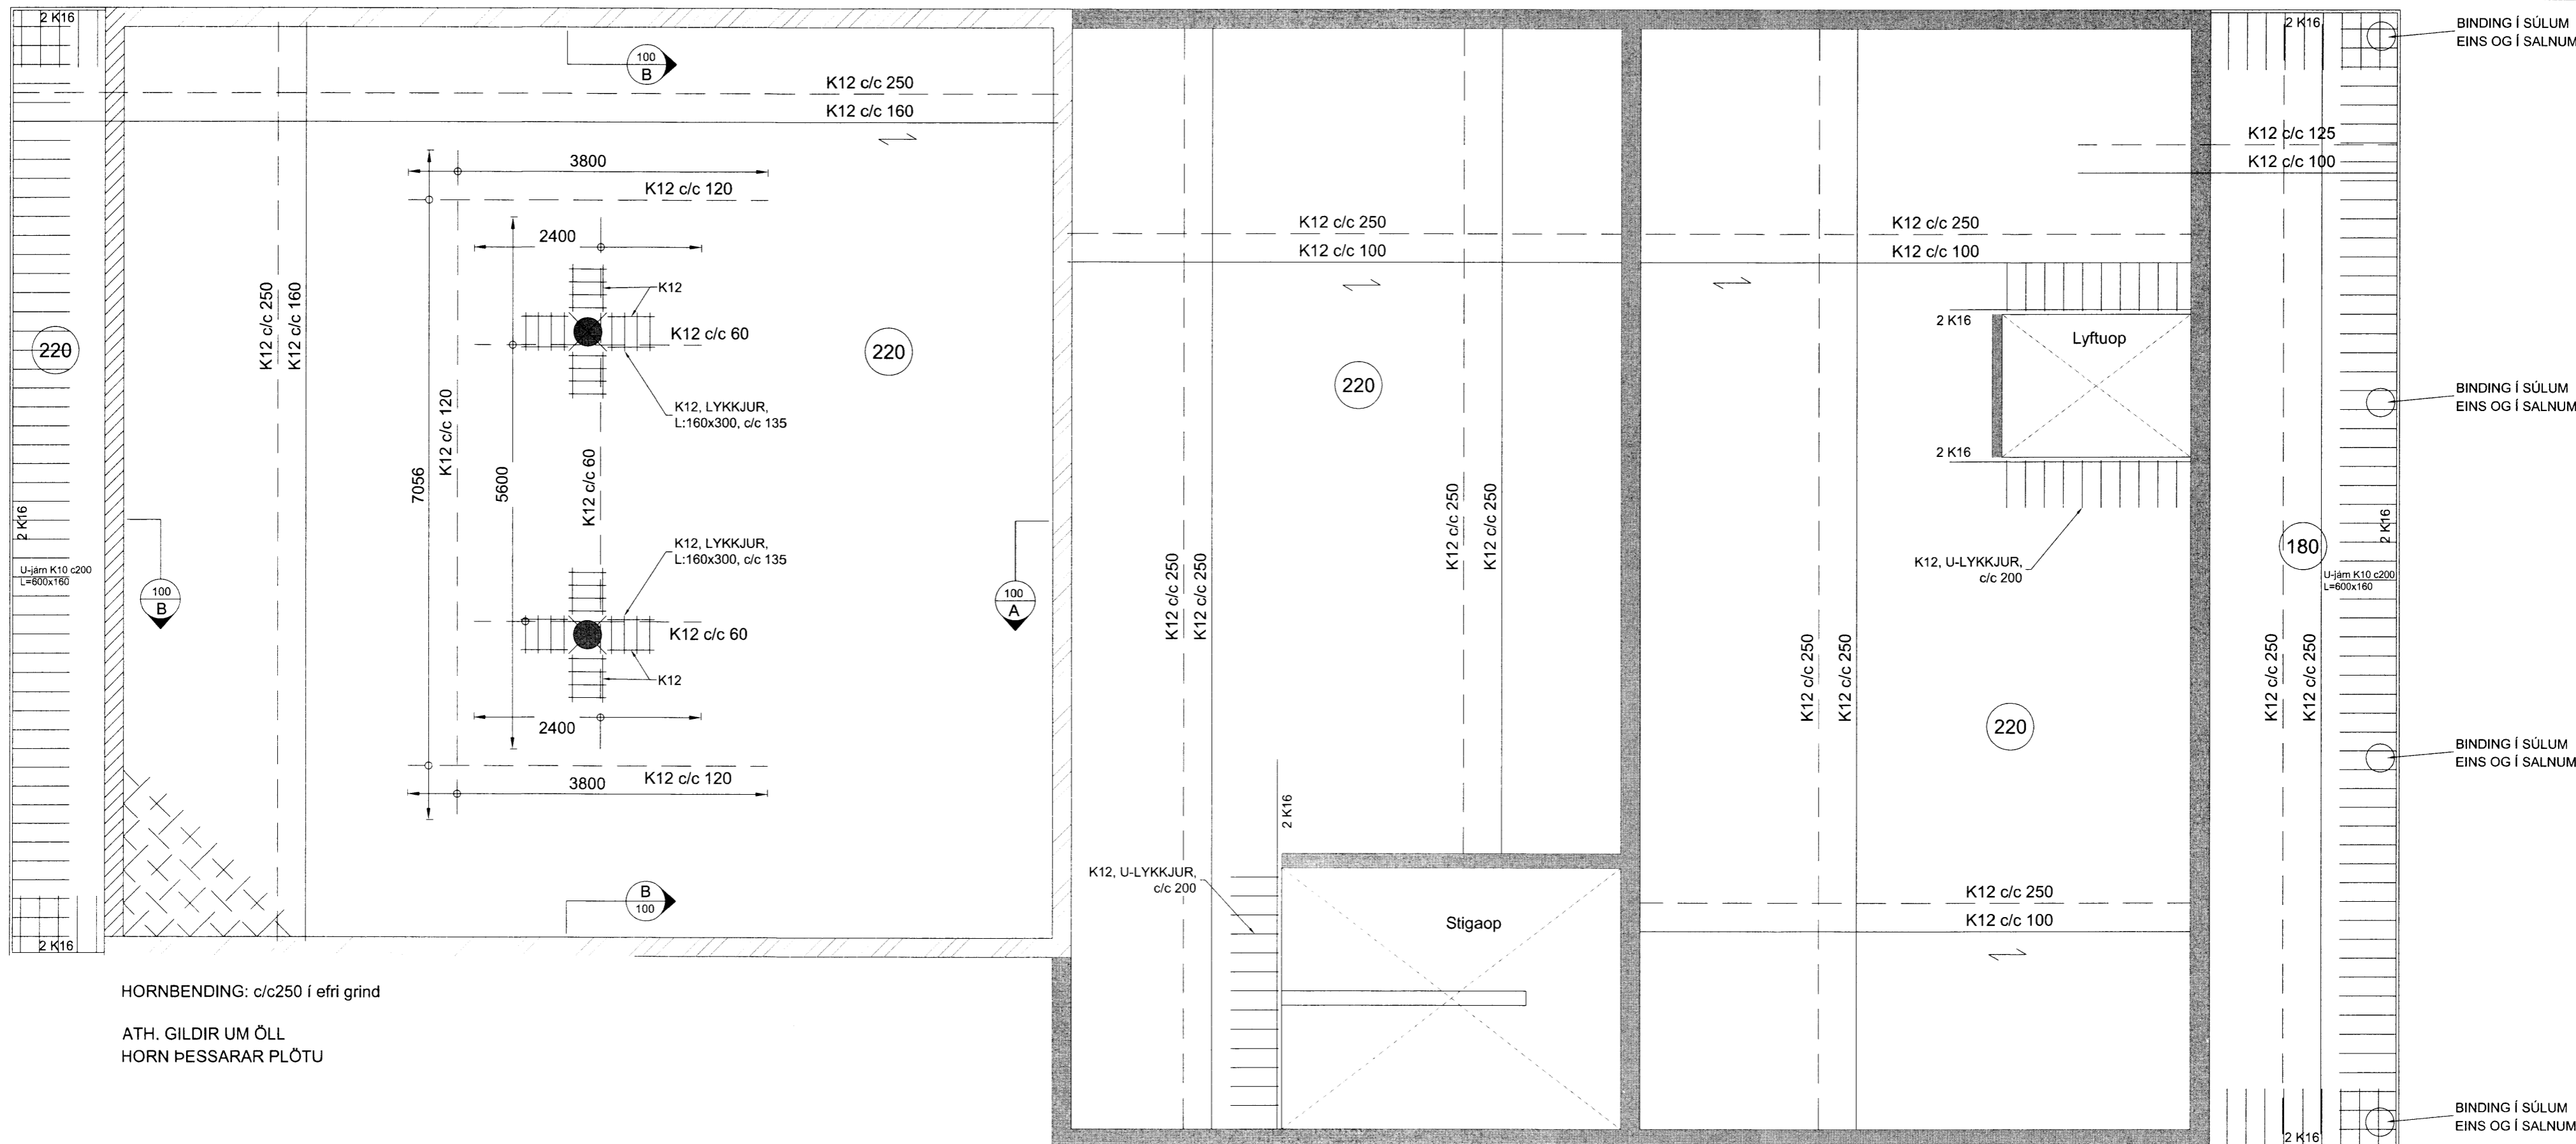 2 K16
2 K16
BINDING Í SÚLUM
EINS OG Í SALNUM
100
B
K12 c/c 250
K12 c/c 160
K12 c/c 125
K12 c/c 100
3800
K12 c/c 120
2400
K12 c/c 250
K12 c/c 100
K12 c/c 250
K12 c/c 100
K12
K12 c/c 60
220
K12 c/c 250
K12 c/c 160
220
220
2 K16
Lyftuop
2 K16
BINDING Í SÚLUM
EINS OG Í SALNUM
K12, LYKKJUR,
L:160x300, c/c 135
K12 c/c 120
7056
5600
K12 c/c 60
K12 c/c 250
K12 c/c 250
2 K16
2 K16
K12, LYKKJUR,
L:160x300, c/c 135
U-járn K10 c200
L=600x160
100
B
100
A
K12 c/c 250
K12 c/c 250
K12, U-LYKKJUR,
c/c 200
180
U-járn K10 c200
L=600x160
K12 c/c 60
K12
K12 c/c 250
K12 c/c 250
K12 c/c 250
K12 c/c 250
2400
220
BINDING Í SÚLUM
EINS OG Í SALNUM
K12 c/c 120
3800
2 K16
K12, U-LYKKJUR,
c/c 200
B
100
K12 c/c 250
K12 c/c 100
Stigaop
2 K16
HORNBENDING: c/c250 í efri grind
ATH. GILDIR UM ÖLL
HORN ÞESSARAR PLÖTU
BINDING Í SÚLUM
EINS OG Í SALNUM
2 K16